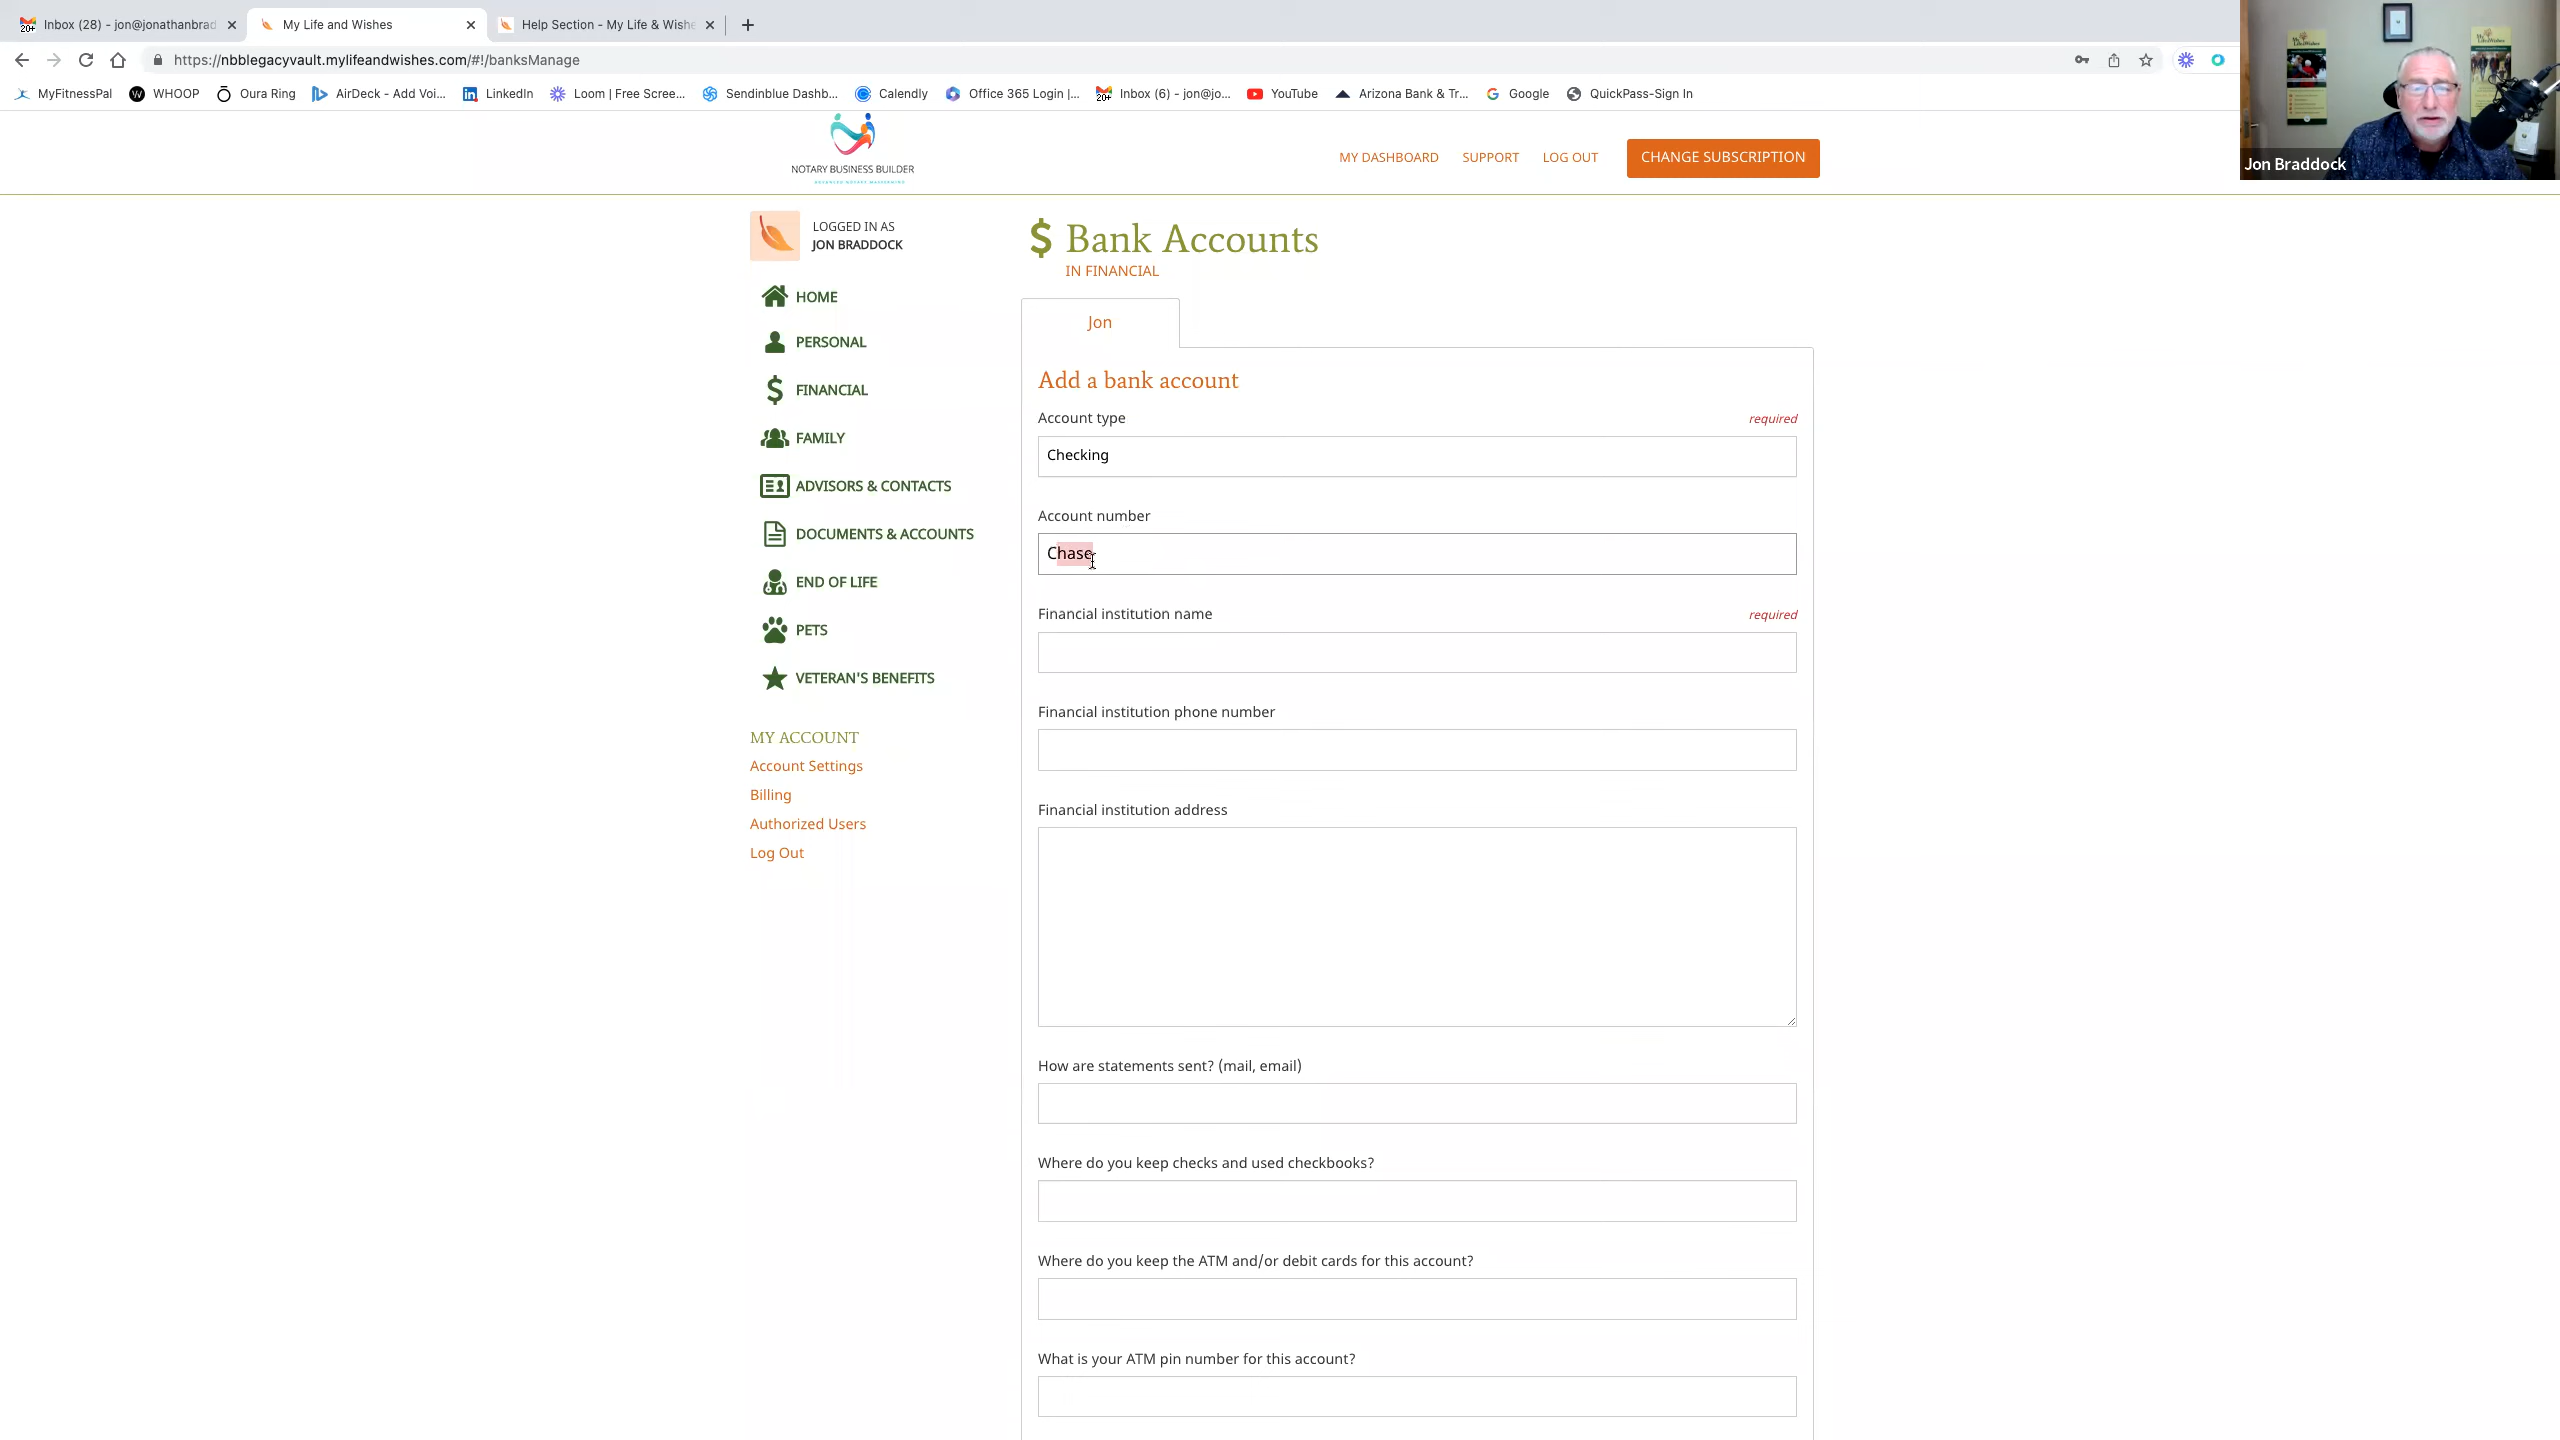 Inbox (28) - jon@jonathanbrad
My Life and Wishes
Help Section - My Life & Wishe
https://nbblegacyvault.mylifeandwishes.com/#!/banksManage
MyFitnessPal
WHOOP
Oura Ring
AirDeck - Add Voi...
LinkedIn
Loom | Free Scree...
Sendinblue Dashb...
Calendly
Office 365 Login |...
Inbox (6) - jon@jo...
YouTube
Arizona Bank & Tr...
Google
QuickPass-Sign In
Jon Braddock
NOTARY BUSINESS BUILDER
MY DASHBOARD
SUPPORT
LOG OUT
CHANGE SUBSCRIPTION
LOGGED IN AS
JON BRADDOCK
HOME
PERSONAL
FINANCIAL
FAMILY
ADVISORS & CONTACTS
DOCUMENTS & ACCOUNTS
END OF LIFE
PETS
VETERAN'S BENEFITS
MY ACCOUNT
Account Settings
Billing
Authorized Users
Log Out
$ Bank Accounts
IN FINANCIAL
Jon
Add a bank account
Account type required
Checking
Account number
Chase
Financial institution name required
Financial institution phone number
Financial institution address
How are statements sent? (mail, email)
Where do you keep checks and used checkbooks?
Where do you keep the ATM and/or debit cards for this account?
What is your ATM pin number for this account?